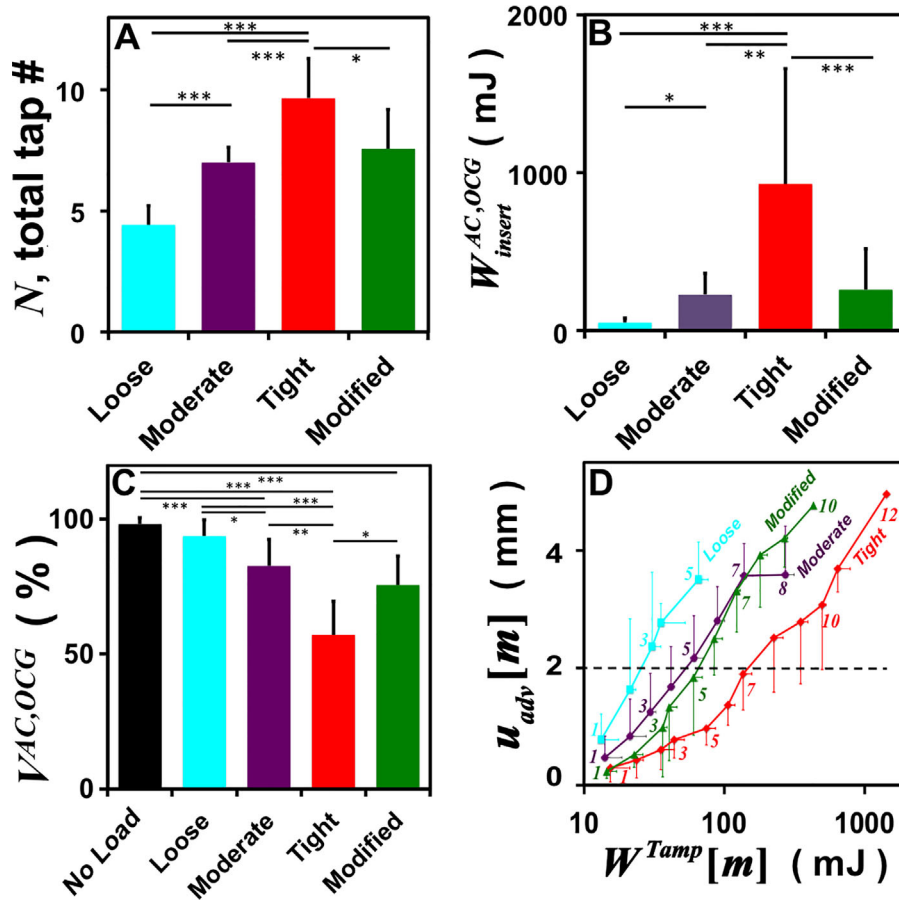 A
N, total tap #
10
5
0
***
***
***
*
Loose
Moderate
Tight
Modified
B
W insert AC,OCG ( mJ )
2000
1000
0
***
**
***
*
Loose
Moderate
Tight
Modified
C
V AC,OCG ( % )
100
50
0
***
***
***
***
*
**
*
No Load
Loose
Moderate
Tight
Modified
D
u adv [m] ( mm )
4
2
0
Loose
Modified
Moderate
Tight
1
3
5
1
3
7
8
1
3
5
7
10
1
3
5
7
10
12
10
100
1000
W Tamp [m] ( mJ )